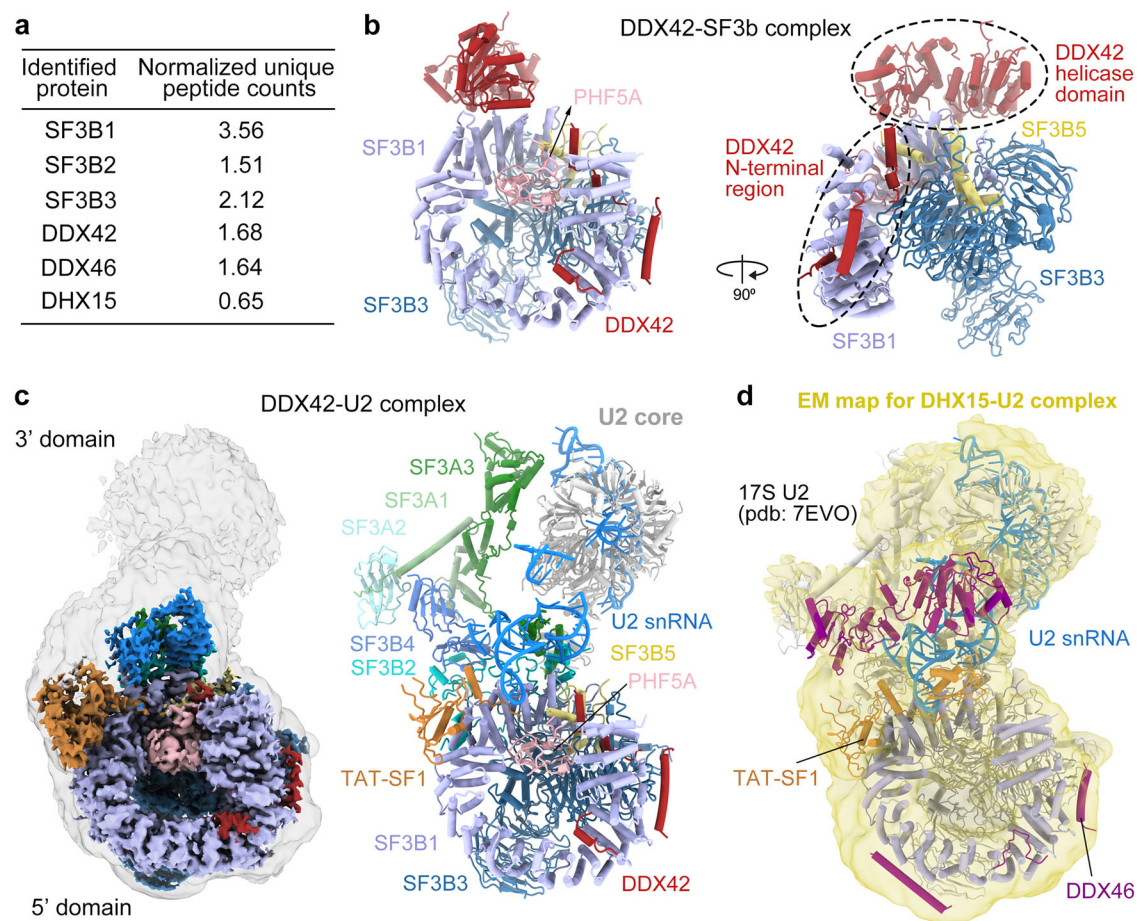 a
Identified protein Normalized unique peptide counts
SF3B1 3.56
SF3B2 1.51
SF3B3 2.12
DDX42 1.68
DDX46 1.64
DHX15 0.65
b
DDX42-SF3b complex
PHF5A
SF3B1
SF3B3
DDX42
DDX42
helicase
domain
SF3B5
DDX42
N-terminal
region
90º
SF3B3
SF3B1
c
DDX42-U2 complex
3’ domain
5’ domain
U2 core
SF3A3
SF3A1
SF3A2
SF3B4
SF3B2
U2 snRNA
SF3B5
PHF5A
TAT-SF1
SF3B1
SF3B3
DDX42
d
EM map for DHX15-U2 complex
17S U2
(pdb: 7EVO)
U2 snRNA
TAT-SF1
DDX46